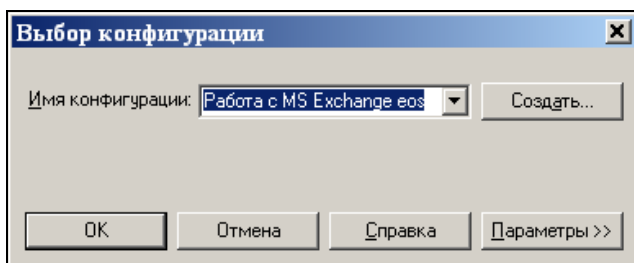 Выбор конфигурации
Имя конфигурации: Работа с MS Exchange eos Создать...
OK Отмена Справка Параметры >>